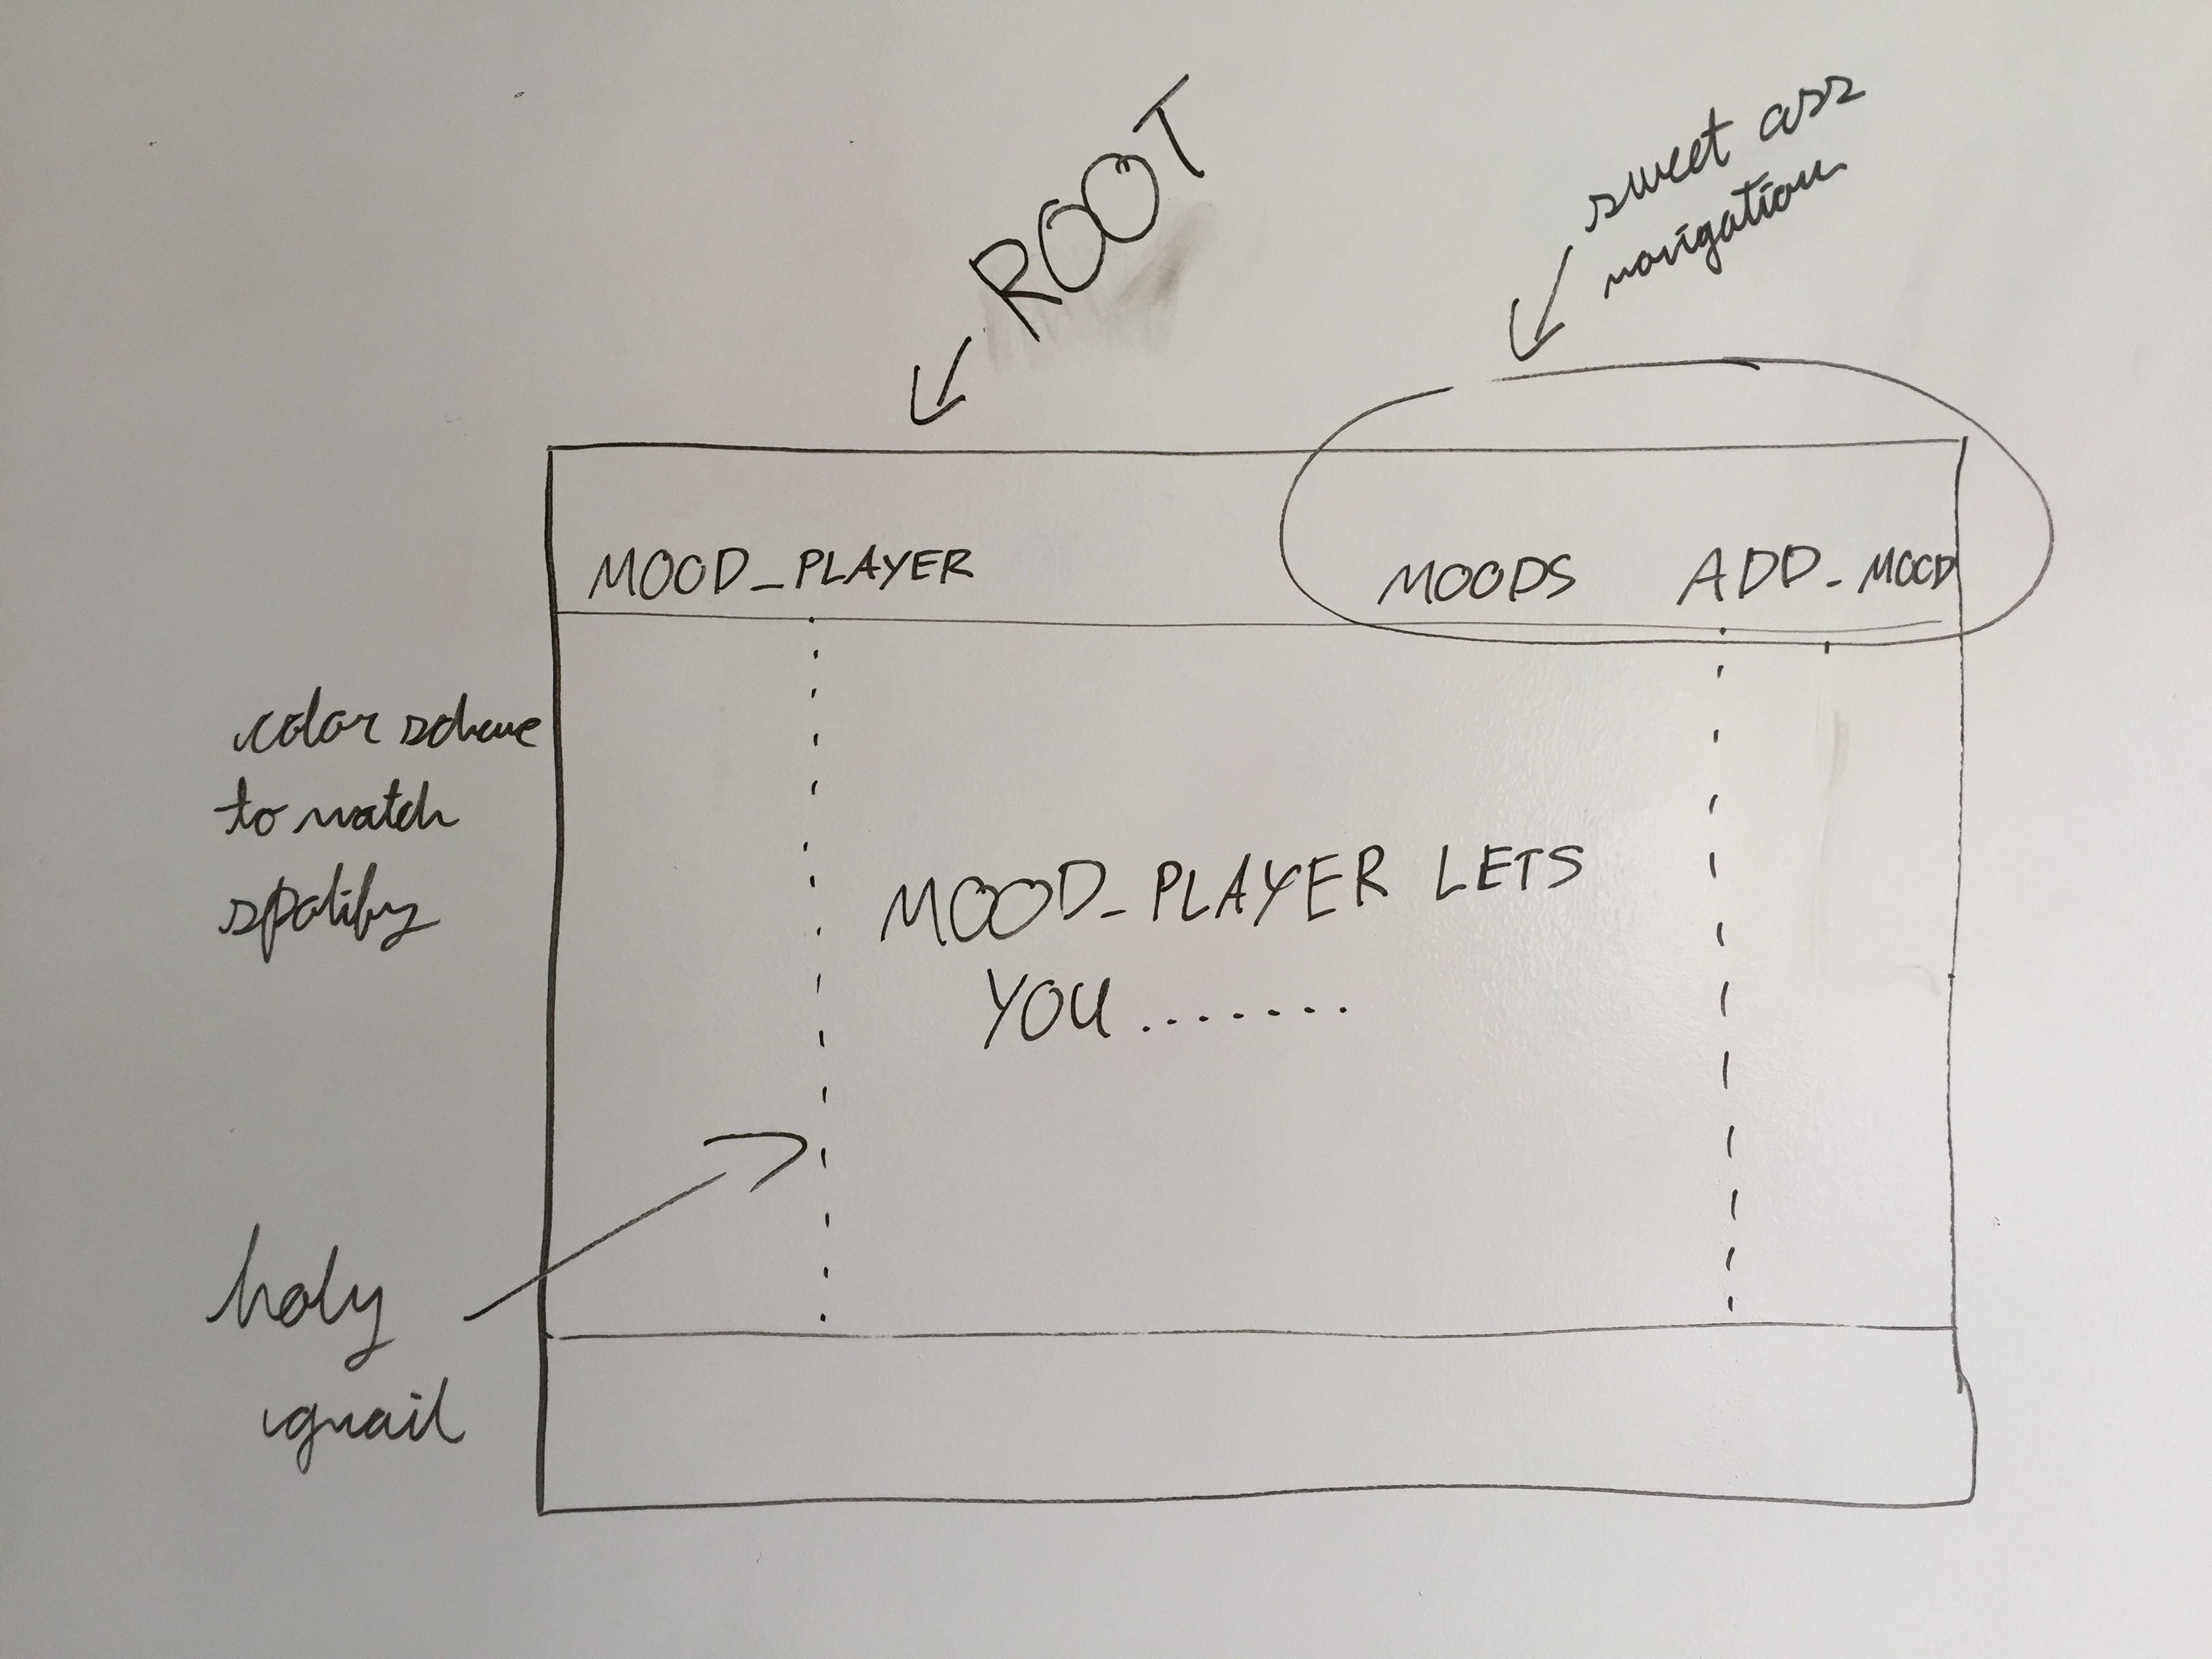 ROOT
sweet ass
navigation
MOOD_PLAYER MOODS ADD_MOOD
color scheme
to match
spotify
MOOD_PLAYER LETS
YOU .......
holy
grail